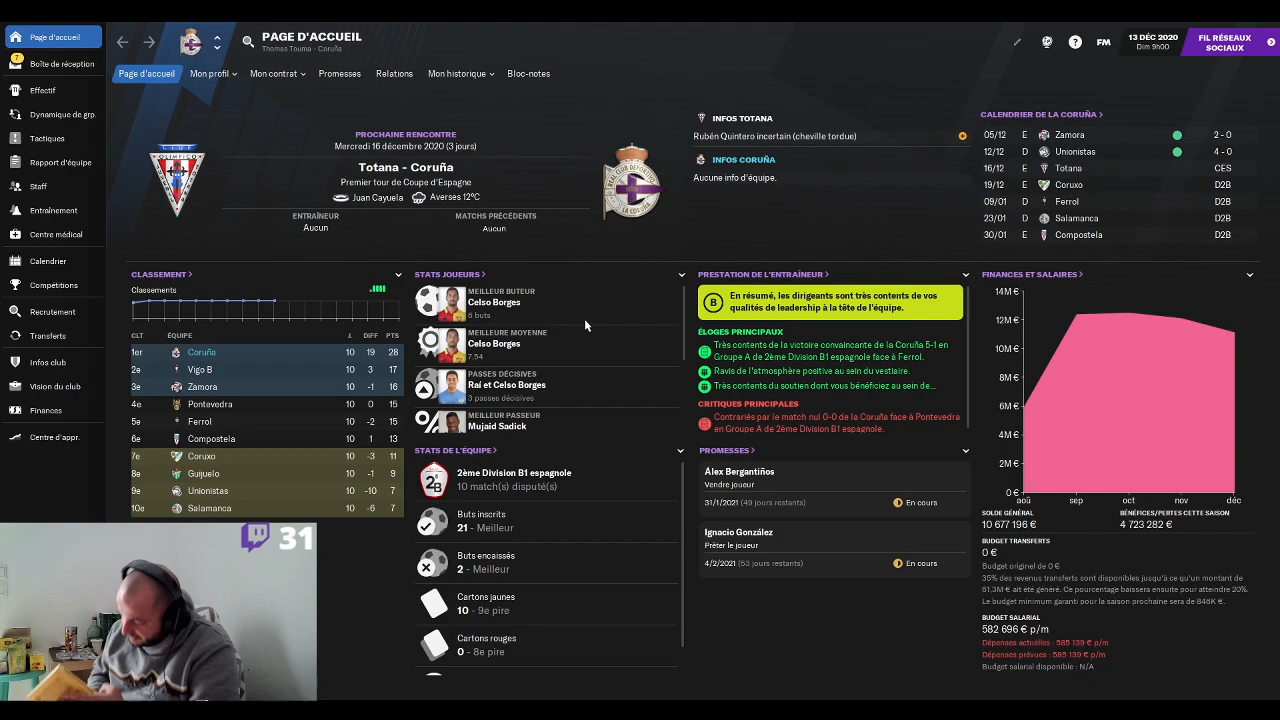 Page d'accueil
7
Boîte de réception
Effectif
Dynamique de grp.
Tactiques
Rapport d'équipe
Staff
Entraînement
Centre médical
Calendrier
Compétitions
Recrutement
Transferts
Infos club
Vision du club
Finances
Centre d'appr.
PAGE D'ACCUEIL
Thomas Touma - Coruña
?
FM
13 DÉC 2020
Dim 9h00
FIL RÉSEAUX
SOCIAUX
Page d'accueil
Mon profil
Mon contrat
Promesses
Relations
Mon historique
Bloc-notes
CLUB
OLIMPICO
PROCHAINE RENCONTRE
Mercredi 16 décembre 2020 (3 jours)
Totana - Coruña
Premier tour de Coupe d'Espagne
Juan Cayuela
Averses 12°C
ENTRAÎNEUR
Aucun
MATCHS PRÉCÉDENTS
Aucun
INFOS TOTANA
Rubén Quintero incertain (cheville tordue)
INFOS CORUÑA
Aucune info d'équipe.
CALENDRIER DE LA CORUÑA
05/12 E Zamora 2 - 0
12/12 D Unionistas 4 - 0
16/12 E Totana CES
19/12 E Coruxo D2B
09/01 D Ferrol D2B
23/01 D Salamanca D2B
30/01 E Compostela D2B
CLASSEMENT
Classements
CLT ÉQUIPE J. DIFF PTS
1er Coruña 10 19 28
2e Vigo B 10 3 17
3e Zamora 10 -1 16
4e Pontevedra 10 0 15
5e Ferrol 10 -2 15
6e Compostela 10 1 13
7e Coruxo 10 -3 11
8e Guijuelo 10 -1 9
9e Unionistas 10 -10 7
10e Salamanca 10 -6 7
31
STATS JOUEURS
MEILLEUR BUTEUR
Celso Borges
6 buts
MEILLEURE MOYENNE
Celso Borges
7,54
PASSES DÉCISIVES
Raí et Celso Borges
3 passes décisives
MEILLEUR PASSEUR
Mujaid Sadick
STATS DE L'ÉQUIPE
2ème Division B1 espagnole
10 match(s) disputé(s)
Buts inscrits
21 - Meilleur
Buts encaissés
2 - Meilleur
Cartons jaunes
10 - 9e pire
Cartons rouges
0 - 8e pire
PRESTATION DE L'ENTRAÎNEUR
B
En résumé, les dirigeants sont très contents de vos
qualités de leadership à la tête de l'équipe.
ÉLOGES PRINCIPAUX
Très contents de la victoire convaincante de la Coruña 5-1 en
Groupe A de 2ème Division B1 espagnole face à Ferrol.
Ravis de l'atmosphère positive au sein du vestiaire.
Très contents du soutien dont vous bénéficiez au sein de...
CRITIQUES PRINCIPALES
Contrariés par le match nul 0-0 de la Coruña face à Pontevedra
en Groupe A de 2ème Division B1 espagnole.
PROMESSES
Álex Bergantiños
Vendre joueur
31/1/2021 (49 jours restants)
En cours
Ignacio González
Prêter le joueur
4/2/2021 (53 jours restants)
En cours
FINANCES ET SALAIRES
14M €
12M €
10M €
8M €
6M €
4M €
2M €
0 €
aoû sep oct nov déc
SOLDE GÉNÉRAL
10 677 196 €
BÉNÉFICES/PERTES CETTE SAISON
4 723 282 €
BUDGET TRANSFERTS
0 €
Budget originel de 0 €
35% des revenus transferts sont disponibles jusqu'à ce qu'un montant de
61,3M € ait été généré. Ce pourcentage baissera ensuite pour atteindre 20%.
Le budget minimum garanti pour la saison prochaine sera de 846K €.
BUDGET SALARIAL
582 696 € p/m
Dépenses actuelles : 585 139 € p/m
Dépenses prévues : 585 139 € p/m
Budget salarial disponible : N/A